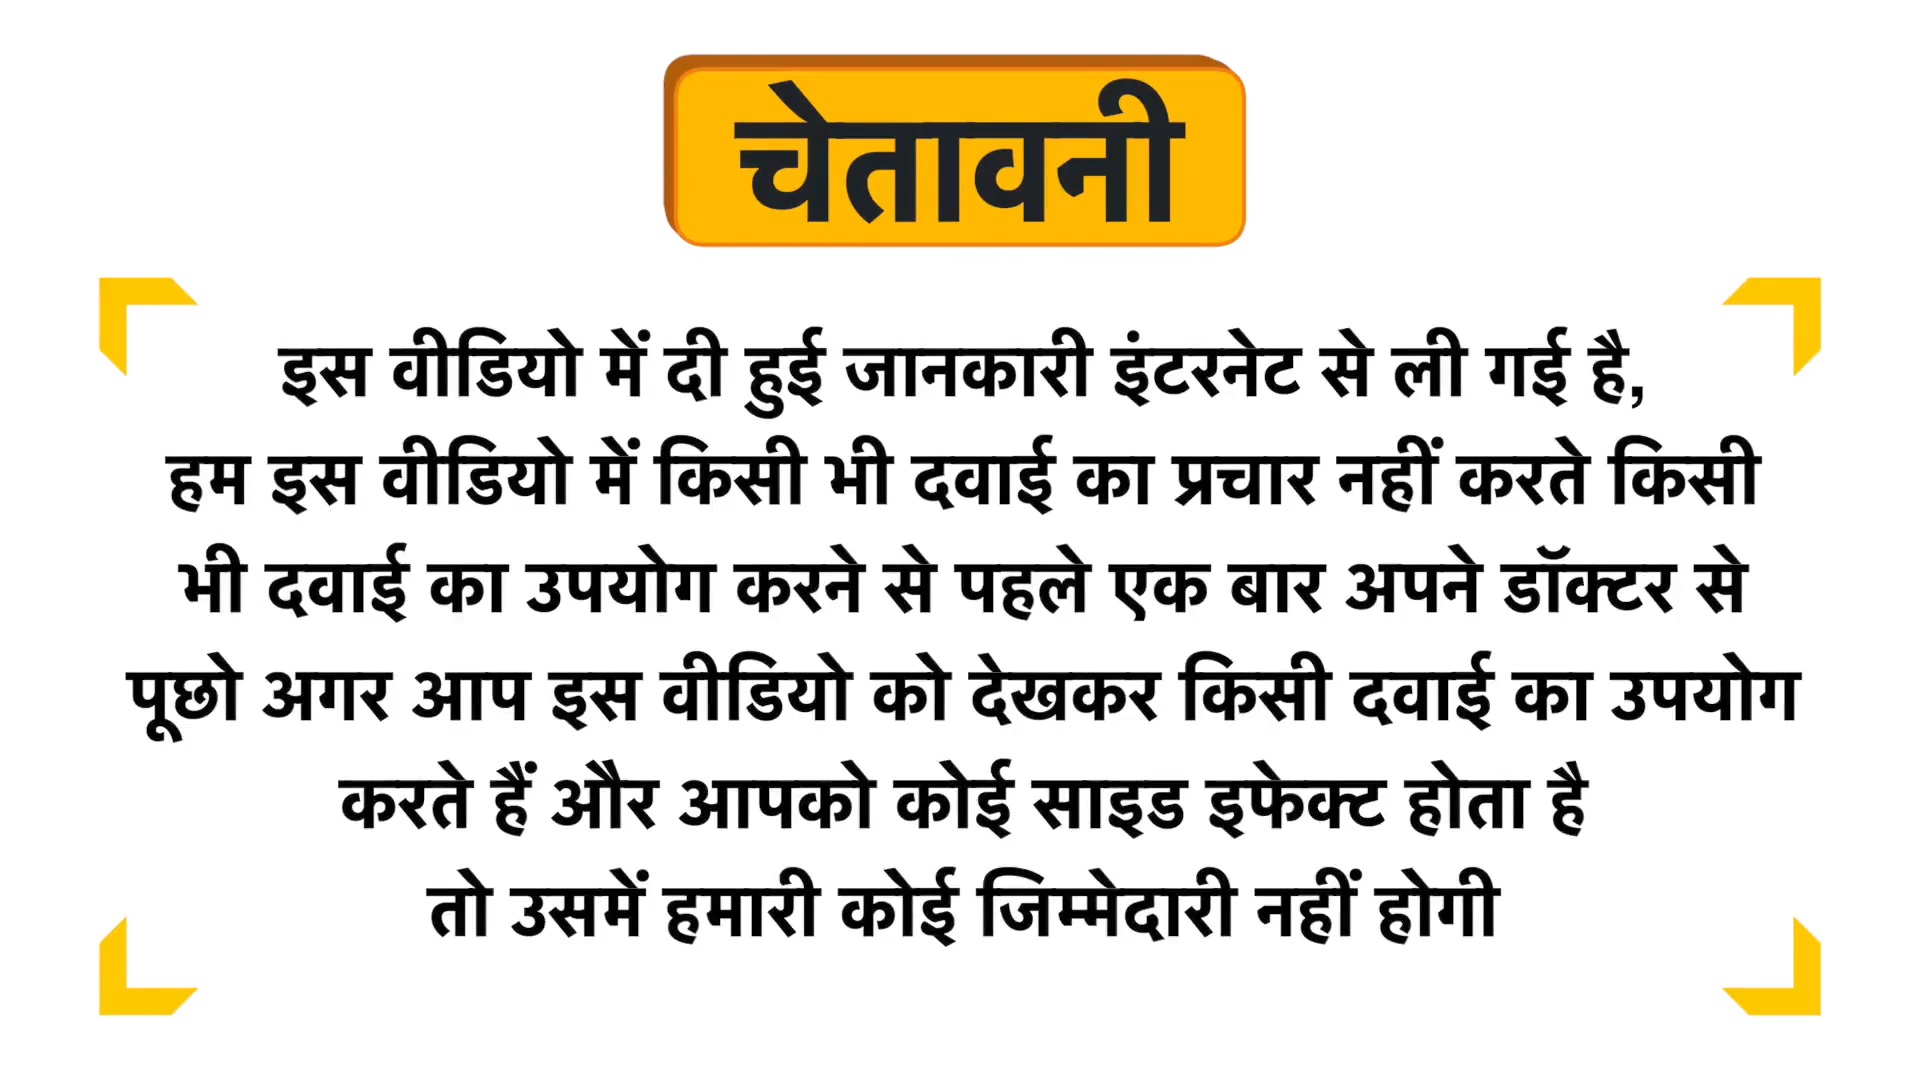 चेतावनी
इस वीडियो में दी हुई जानकारी इंटरनेट से ली गई है,
हम इस वीडियो में किसी भी दवाई का प्रचार नहीं करते किसी
भी दवाई का उपयोग करने से पहले एक बार अपने डॉक्टर से
पूछो अगर आप इस वीडियो को देखकर किसी दवाई का उपयोग
करते हैं और आपको कोई साइड इफेक्ट होता है
तो उसमें हमारी कोई जिम्मेदारी नहीं होगी